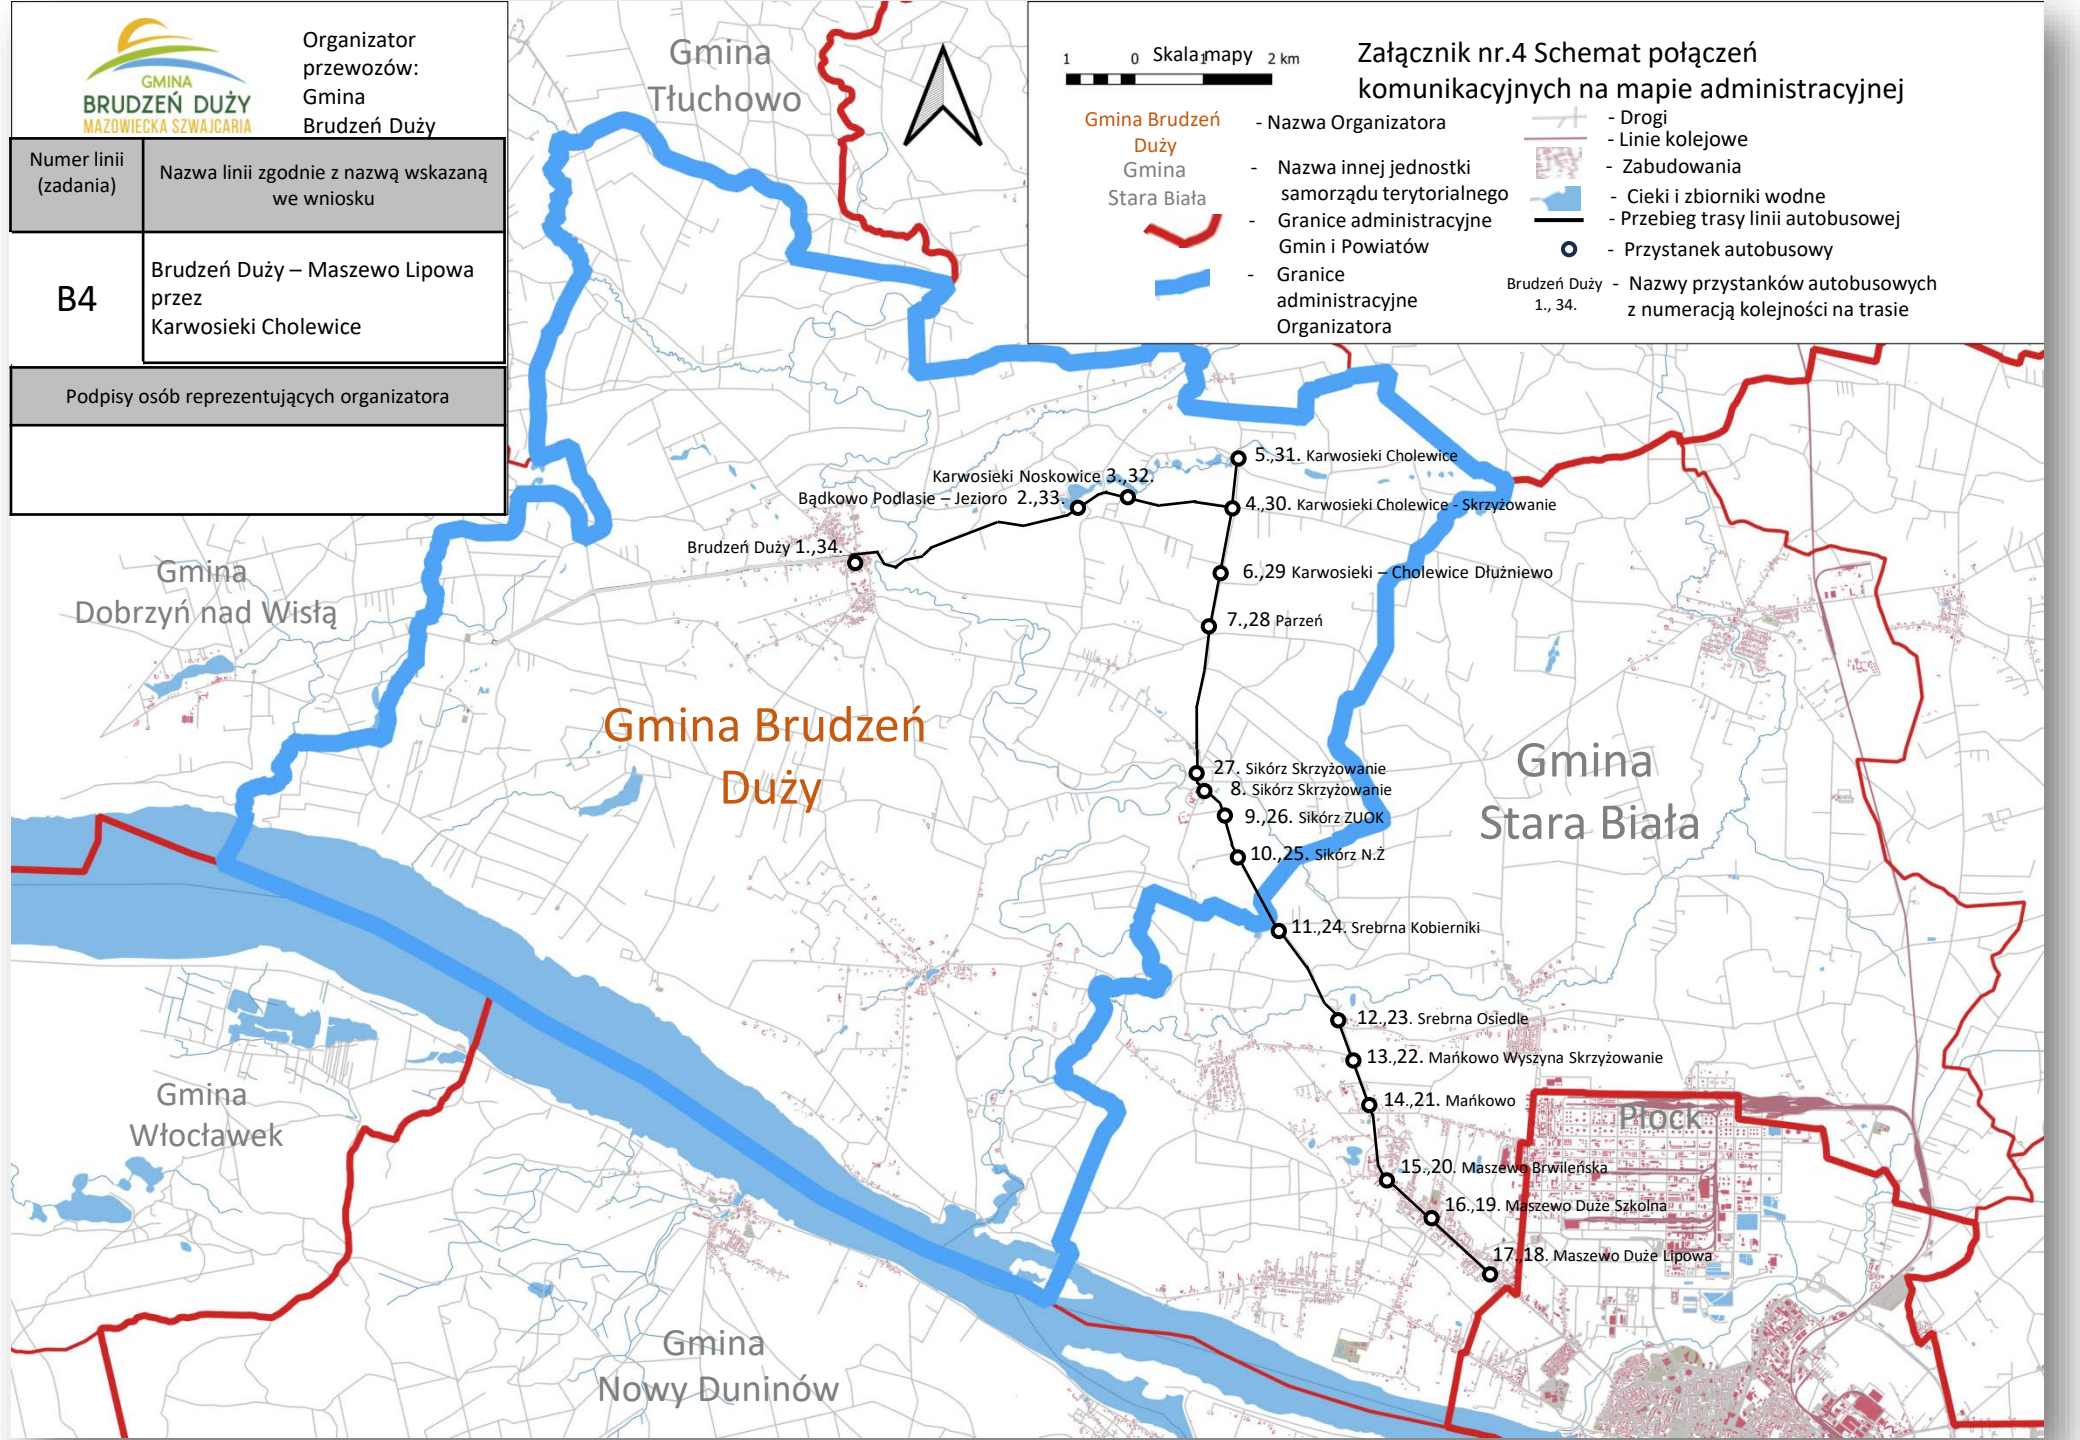 GMINA
BRUDZEŃ DUŻY
MAZOWIECKA SZWAJCARIA
Organizator
przewozów:
Gmina
Brudzeń Duży
Numer linii
(zadania)
Nazwa linii zgodnie z nazwą wskazaną
we wniosku
B4
Brudzeń Duży – Maszewo Lipowa
przez
Karwosieki Cholewice
Podpisy osób reprezentujących organizatora
1 0 Skala mapy 1 2 km
Załącznik nr.4 Schemat połączeń
komunikacyjnych na mapie administracyjnej
Gmina Brudzeń
Duży
- Nazwa Organizatora
Gmina
Stara Biała
- Nazwa innej jednostki
samorządu terytorialnego
- Granice administracyjne
Gmin i Powiatów
- Granice
administracyjne
Organizatora
- Drogi
- Linie kolejowe
- Zabudowania
- Cieki i zbiorniki wodne
- Przebieg trasy linii autobusowej
- Przystanek autobusowy
Brudzeń Duży
1., 34.
- Nazwy przystanków autobusowych
z numeracją kolejności na trasie
Gmina
Tłuchowo
5.,31. Karwosieki Cholewice
Karwosieki Noskowice 3.,32.
Bądkowo Podlasie – Jezioro 2.,33.
4.,30. Karwosieki Cholewice - Skrzyżowanie
Brudzeń Duży 1.,34.
6.,29 Karwosieki – Cholewice Dłużniewo
7.,28 Parzeń
Gmina
Dobrzyń nad Wisłą
Gmina Brudzeń
Duży
27. Sikórz Skrzyżowanie
8. Sikórz Skrzyżowanie
9.,26. Sikórz ZUOK
10.,25. Sikórz N.Ż
Gmina
Stara Biała
11.,24. Srebrna Kobierniki
12.,23. Srebrna Osiedle
13.,22. Mańkowo Wyszyna Skrzyżowanie
14.,21. Mańkowo
Płock
15.,20. Maszewo Brwileńska
16.,19. Maszewo Duże Szkolna
17.,18. Maszewo Duże Lipowa
Gmina
Włocławek
Gmina
Nowy Duninów